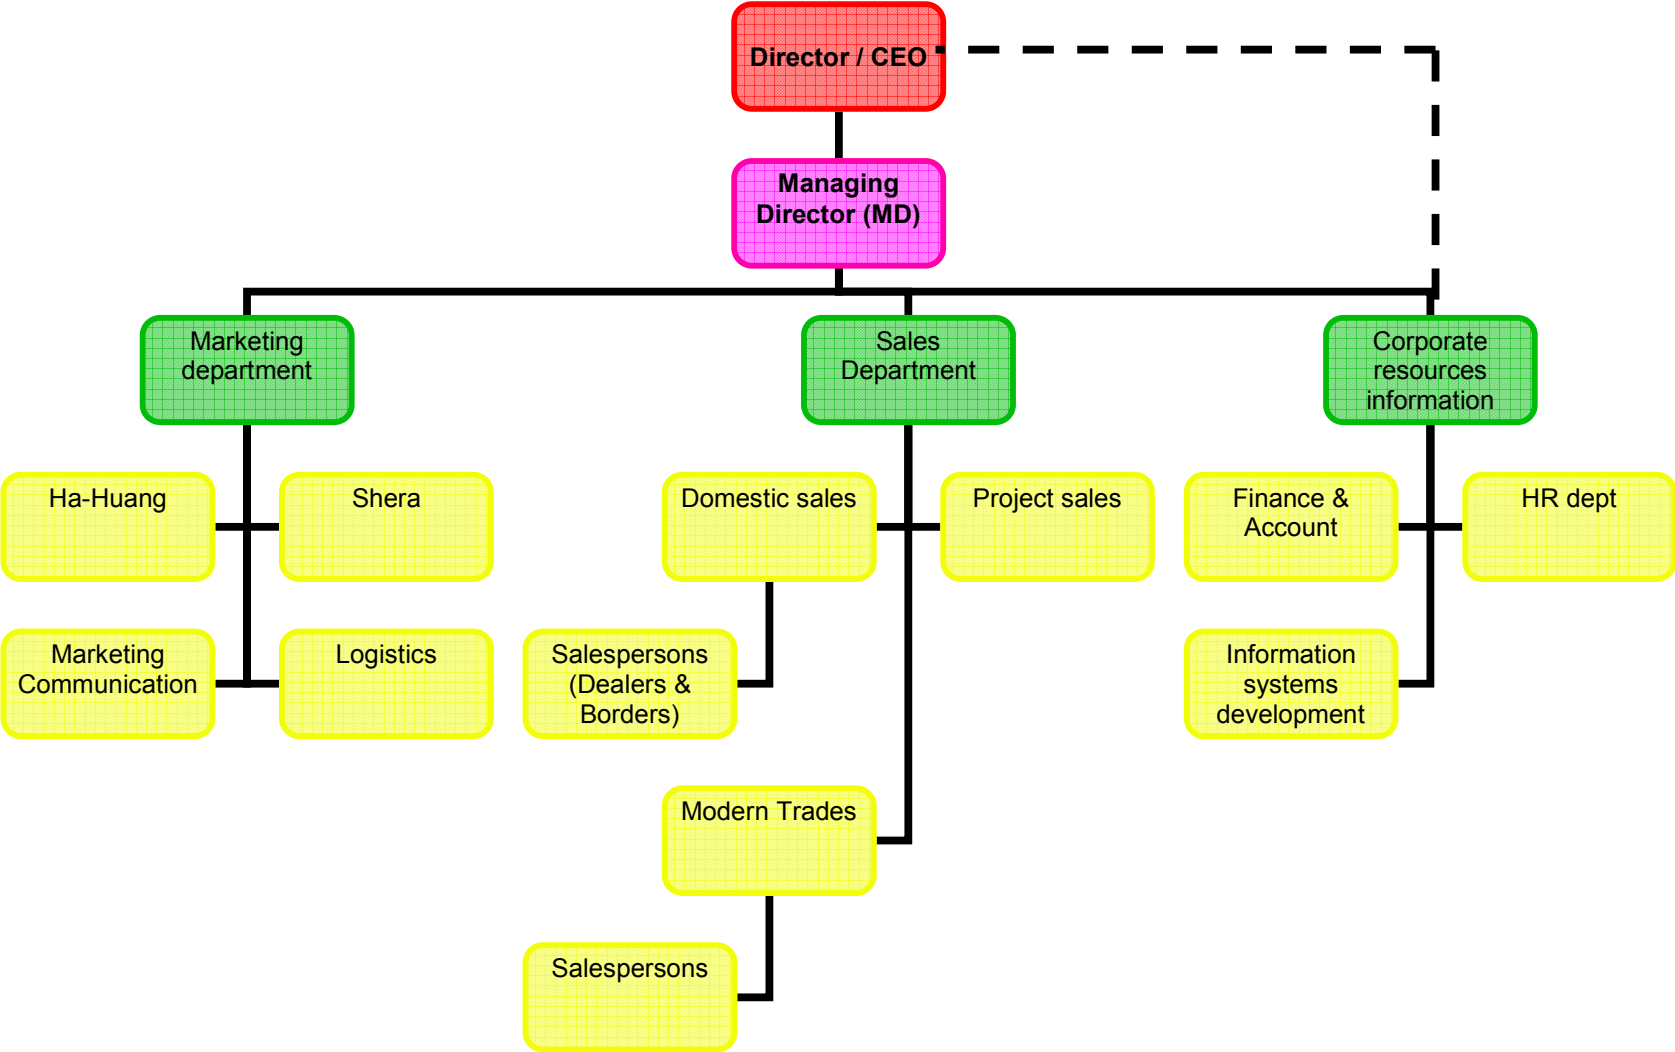 Director / CEO
Managing
Director (MD)
Marketing
department
Sales
Department
Corporate
resources
information
Ha-Huang
Shera
Domestic sales
Project sales
Finance &
Account
HR dept
Marketing
Communication
Logistics
Salespersons
(Dealers &
Borders)
Information
systems
development
Modern Trades
Salespersons